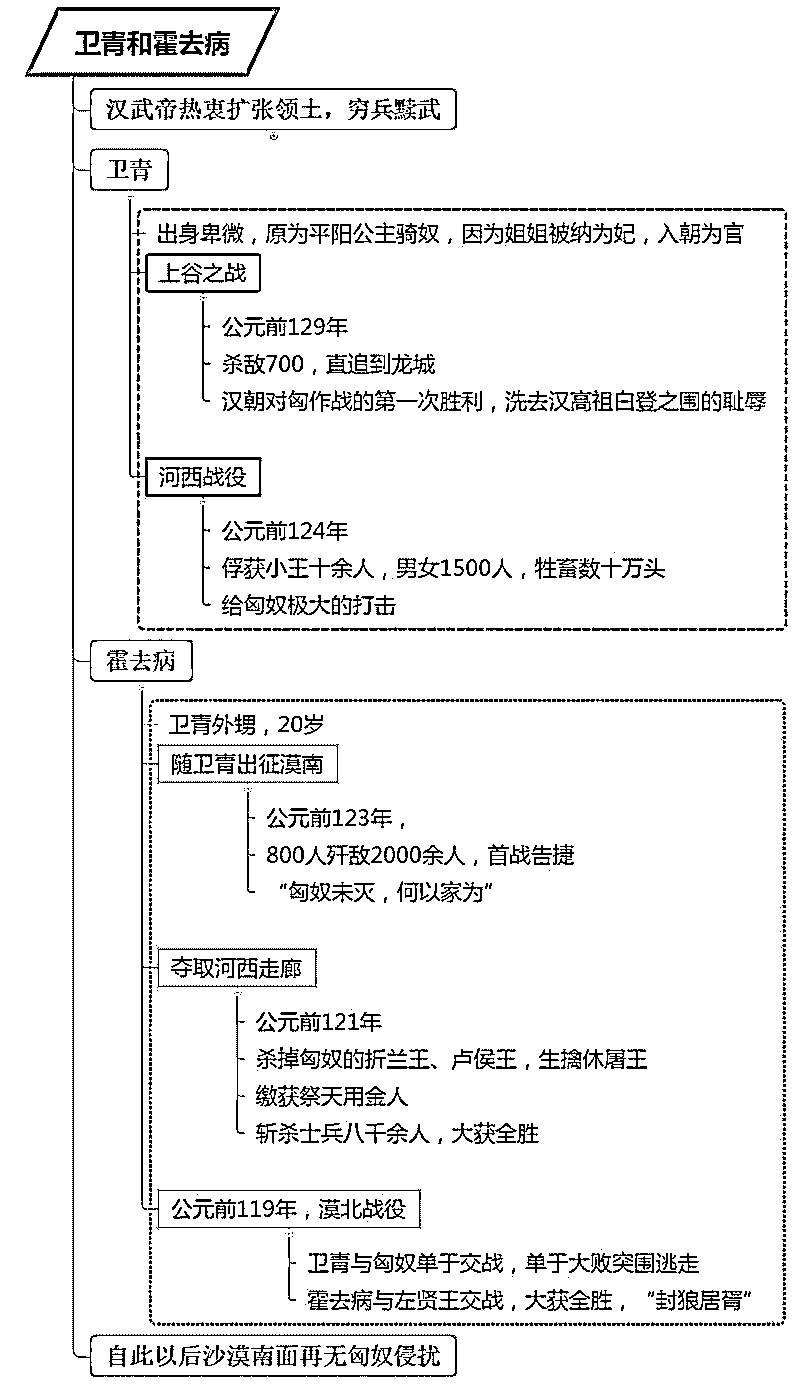 卫青和霍去病
汉武帝热衷扩张领土，穷兵黩武
卫青
出身卑微，原为平阳公主骑奴，因为姐姐被纳为妃，入朝为官
上谷之战
公元前129年
杀敌700，直追到龙城
汉朝对匈作战的第一次胜利，洗去汉高祖白登之围的耻辱
河西战役
公元前124年
俘获小王十余人，男女1500人，牲畜数十万头
给匈奴极大的打击
霍去病
卫青外甥，20岁
随卫青出征漠南
公元前123年，
800人歼敌2000余人，首战告捷
“匈奴未灭，何以家为”
夺取河西走廊
公元前121年
杀掉匈奴的折兰王、卢侯王，生擒休屠王
缴获祭天用金人
斩杀士兵八千余人，大获全胜
公元前119年，漠北战役
卫青与匈奴单于交战，单于大败突围逃走
霍去病与左贤王交战，大获全胜，“封狼居胥”
自此以后沙漠南面再无匈奴侵扰